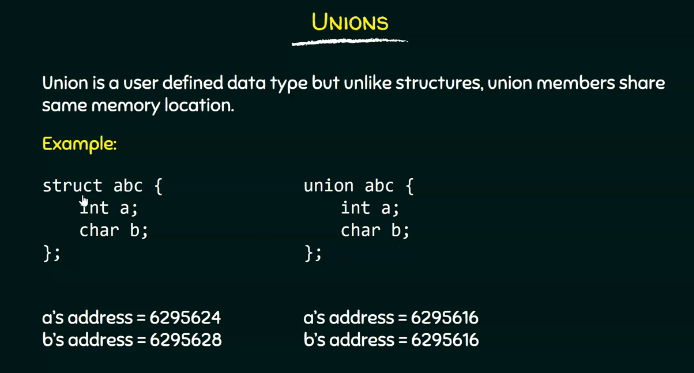 UNIONS
Union is a user defined data type but unlike structures, union members share
same memory location.
Example:
struct abc {
int a;
char b;
};
union abc {
int a;
char b;
};
a's address = 6295624
b's address = 6295628
a's address = 6295616
b's address = 6295616